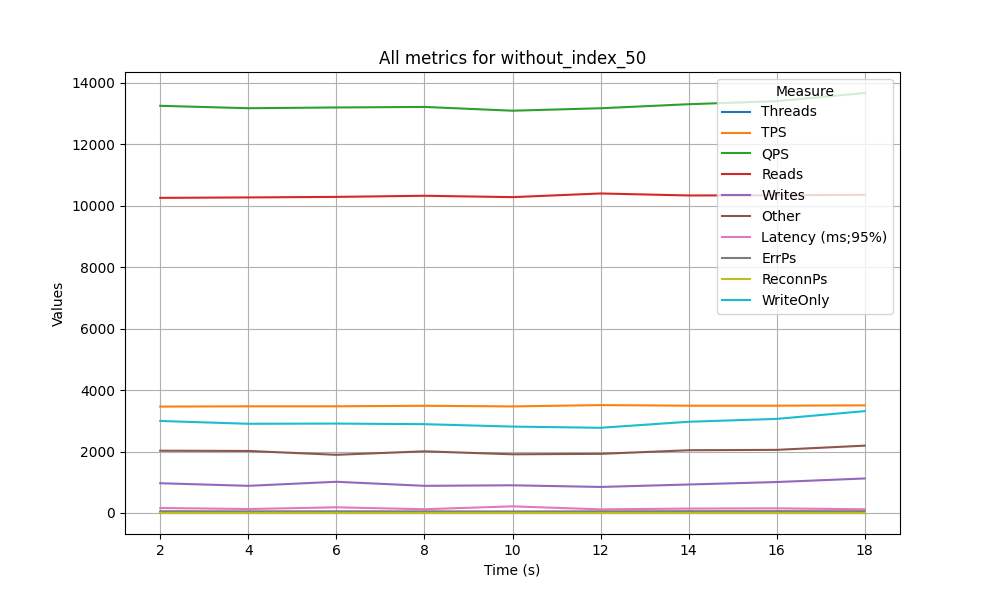 All metrics for without_index_50
14000
12000
10000
8000
6000
4000
2000
0
Values
2 4 6 8 10 12 14 16 18
Time (s)
Measure
Threads
TPS
QPS
Reads
Writes
Other
Latency (ms;95%)
ErrPs
ReconnPs
WriteOnly